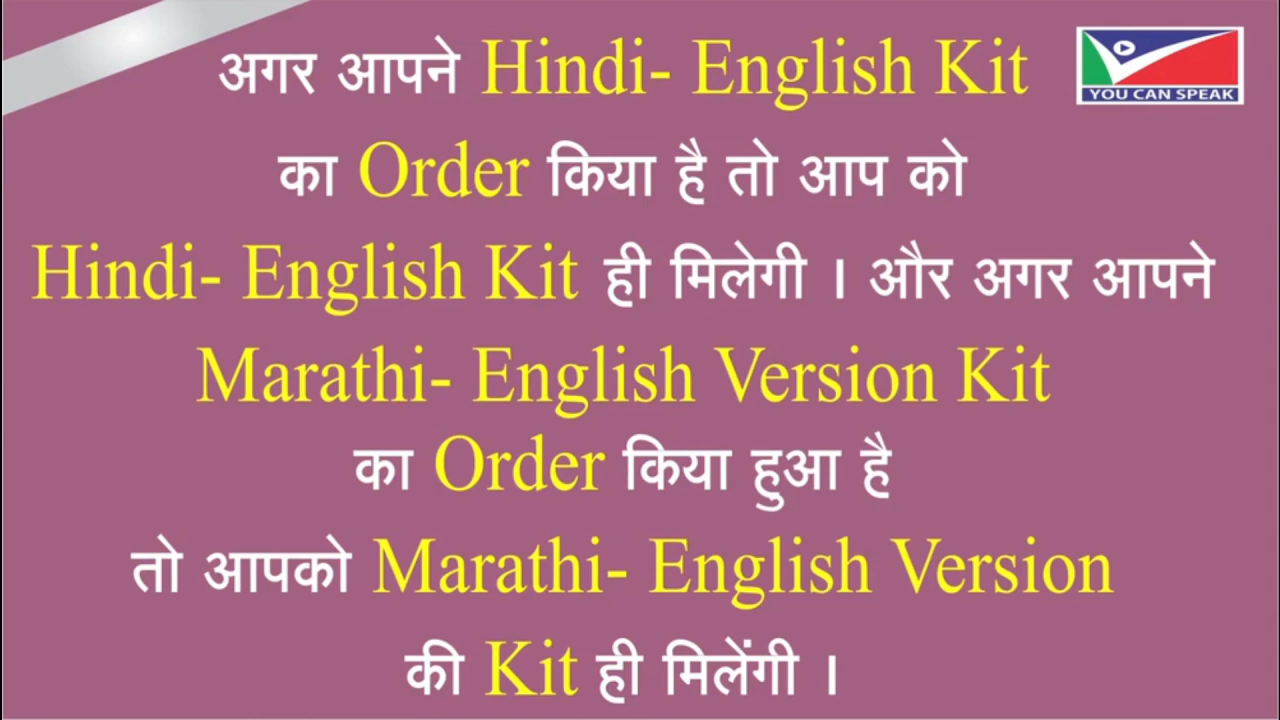 अगर आपने Hindi- English Kit
YOU CAN SPEAK
का Order किया है तो आप को
Hindi- English Kit ही मिलेगी । और अगर आपने
Marathi- English Version Kit
का Order किया हुआ है
तो आपको Marathi- English Version
की Kit ही मिलेंगी ।